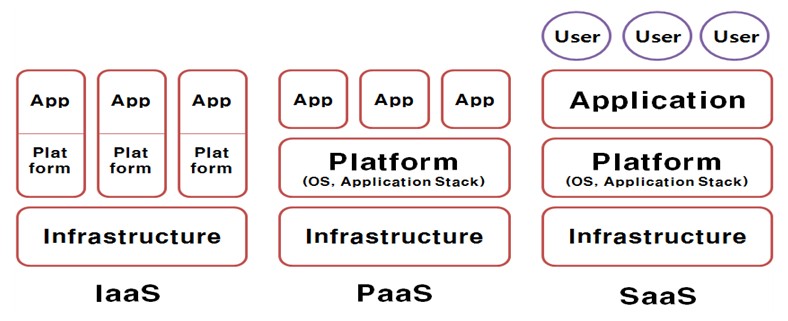 User User User
App App App
Plat Plat Plat
form form form
Infrastructure
IaaS
App App App
Platform
(OS, Application Stack)
Infrastructure
PaaS
Application
Platform
(OS, Application Stack)
Infrastructure
SaaS